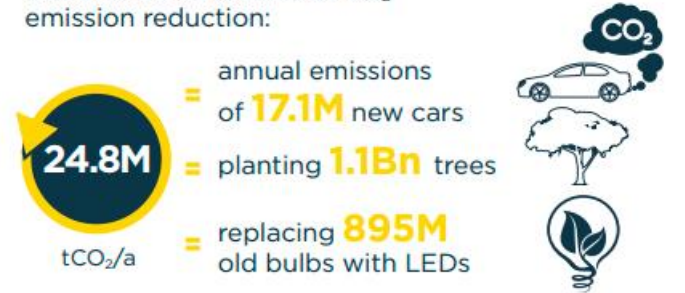 emission reduction:
CO₂
annual emissions
of 17.1M new cars
24.8M
= planting 1.1Bn trees
= replacing 895M
old bulbs with LEDs
tCO₂/a